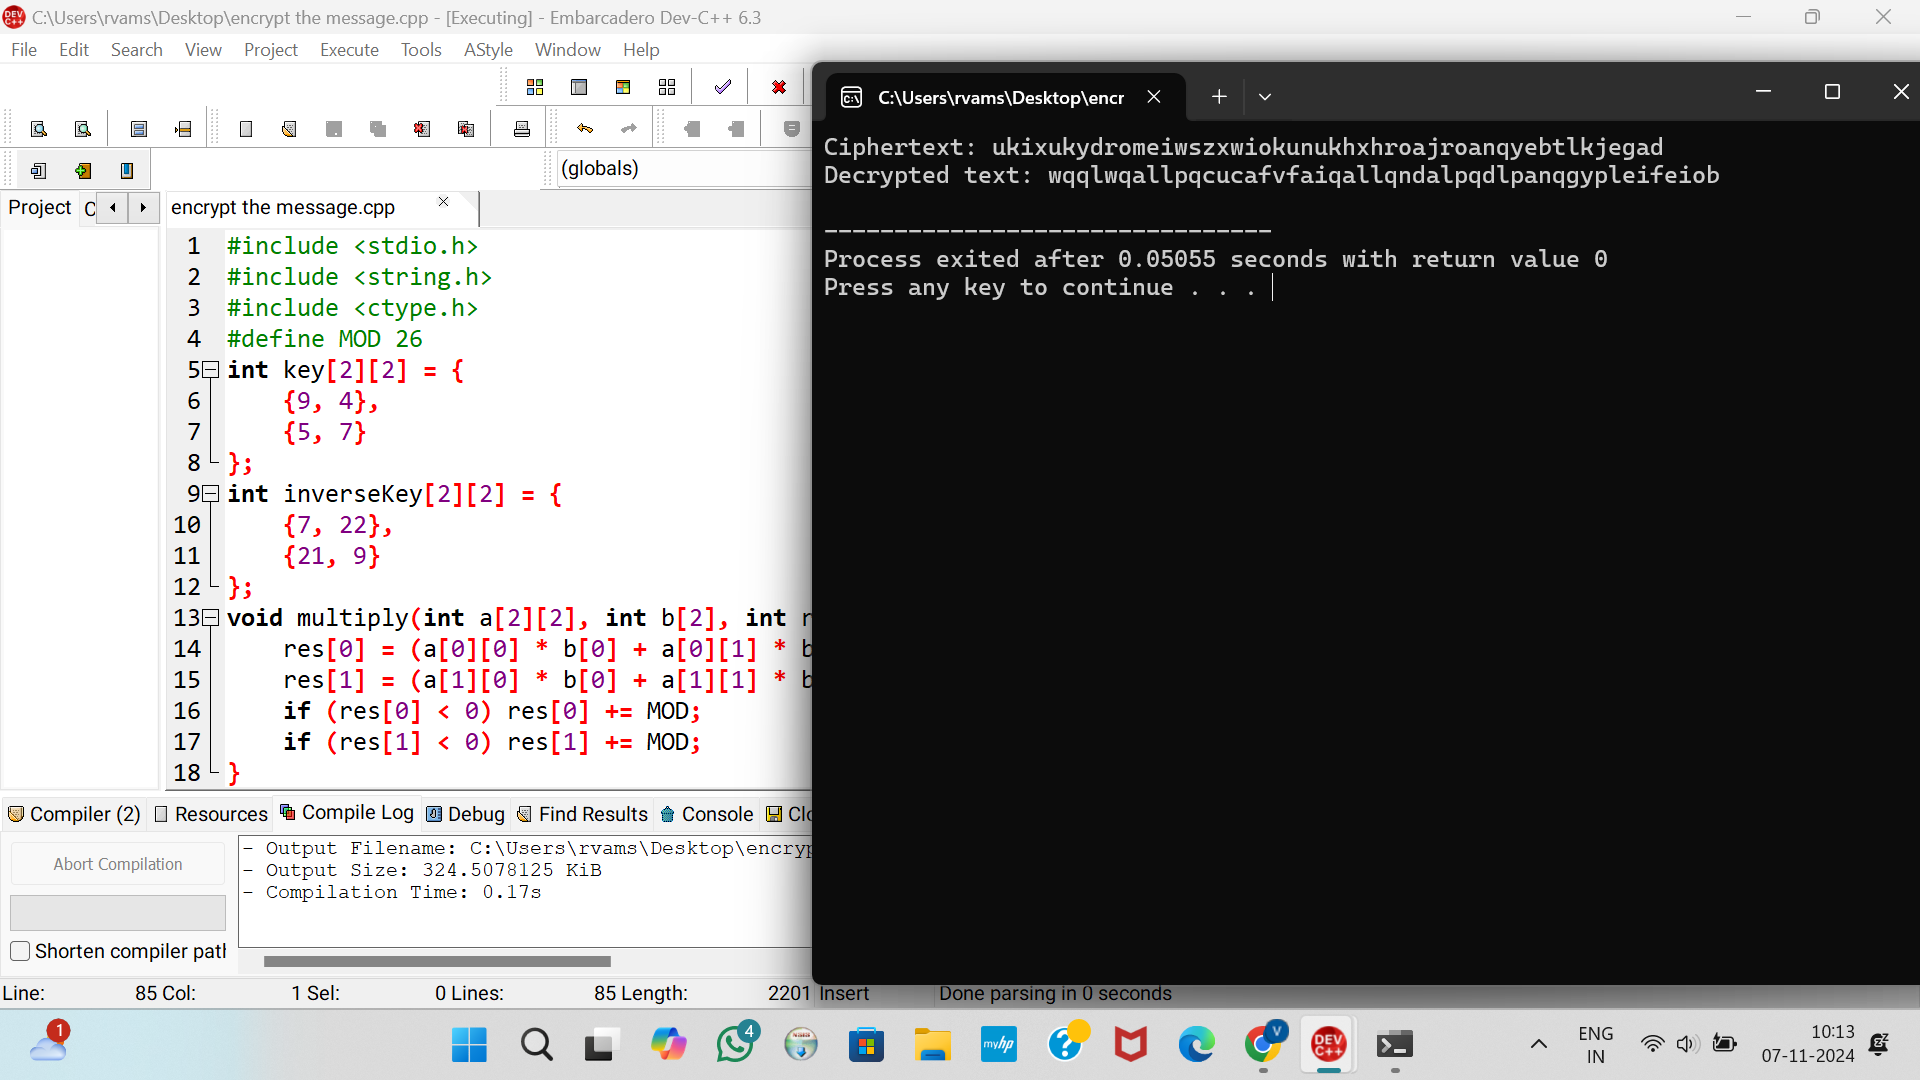 C:\Users\rvams\Desktop\encrypt the message.cpp - [Executing] - Embarcadero Dev-C++ 6.3
File Edit Search View Project Execute Tools AStyle Window Help
(globals)
Project C
encrypt the message.cpp
1 #include <stdio.h>
2 #include <string.h>
3 #include <ctype.h>
4 #define MOD 26
5 int key[2][2] = {
6 {9, 4},
7 {5, 7}
8 };
9 int inverseKey[2][2] = {
10 {7, 22},
11 {21, 9}
12 };
13 void multiply(int a[2][2], int b[2], int r
14 res[0] = (a[0][0] * b[0] + a[0][1] * b
15 res[1] = (a[1][0] * b[0] + a[1][1] * b
16 if (res[0] < 0) res[0] += MOD;
17 if (res[1] < 0) res[1] += MOD;
18 }
C:\Users\rvams\Desktop\encr
Ciphertext: ukixukydromeiwszxwiokunukhxhroajroanqyebtlkjegad
Decrypted text: wqqlwqallpqcucafvfaiqallqndalpqdlpanqgypleifeiob
--------------------------------
Process exited after 0.05055 seconds with return value 0
Press any key to continue . . .
Compiler (2) Resources Compile Log Debug Find Results Console Clo
Abort Compilation
Shorten compiler path
- Output Filename: C:\Users\rvams\Desktop\encryp
- Output Size: 324.5078125 KiB
- Compilation Time: 0.17s
Line: 85 Col: 1 Sel: 0 Lines: 85 Length: 2201 Insert Done parsing in 0 seconds
1
4
myhp
V
DEV C++
ENG
IN
10:13
07-11-2024